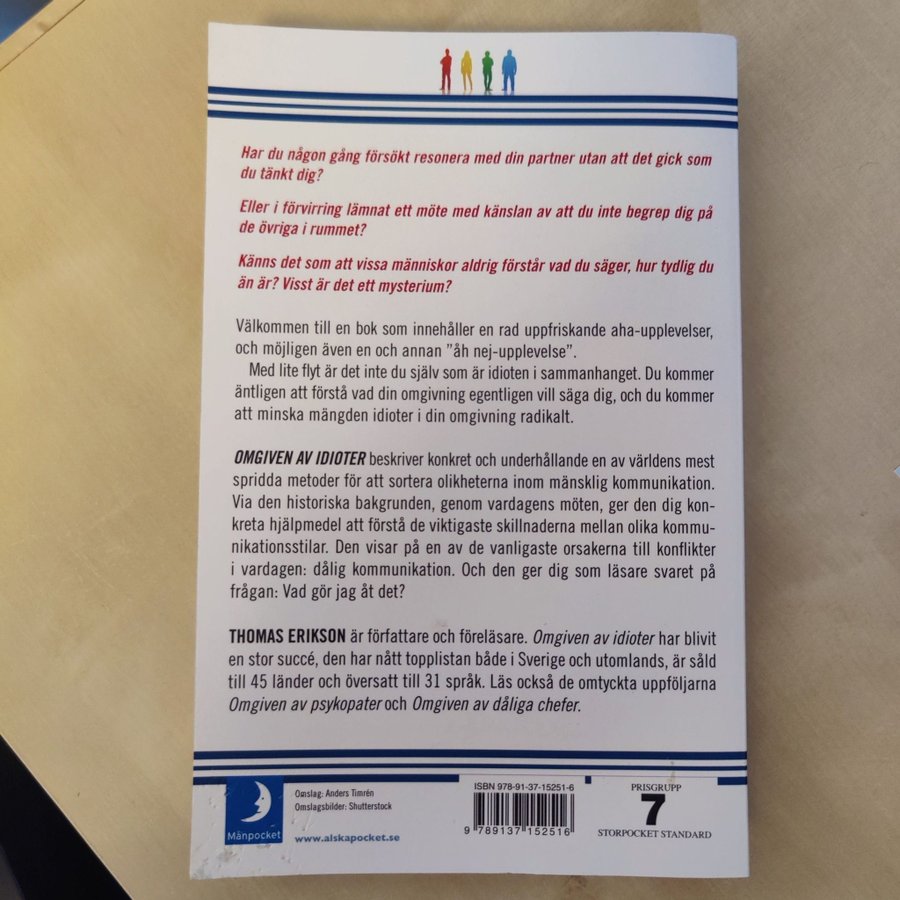 Har du någon gång försökt resonera med din partner utan att det gick som
du tänkt dig?
Eller i förvirring lämnat ett möte med känslan av att du inte begrep dig på
de övriga i rummet?
Känns det som att vissa människor aldrig förstår vad du säger, hur tydlig du
än är? Visst är det ett mysterium?
Välkommen till en bok som innehåller en rad uppfriskande aha-upplevelser,
och möjligen även en och annan ”åh nej-upplevelse”.
Med lite flyt är det inte du själv som är idioten i sammanhanget. Du kommer
äntligen att förstå vad din omgivning egentligen vill säga dig, och du kommer
att minska mängden idioter i din omgivning radikalt.
OMGIVEN AV IDIOTER beskriver konkret och underhållande en av världens mest
spridda metoder för att sortera olikheterna inom mänsklig kommunikation.
Via den historiska bakgrunden, genom vardagens möten, ger den dig kon-
kreta hjälpmedel att förstå de viktigaste skillnaderna mellan olika kommu-
nikationsstilar. Den visar på en av de vanligaste orsakerna till konflikter
i vardagen: dålig kommunikation. Och den ger dig som läsare svaret på
frågan: Vad gör jag åt det?
THOMAS ERIKSON är författare och föreläsare. Omgiven av idioter har blivit
en stor succé, den har nått topplistan både i Sverige och utomlands, är såld
till 45 länder och översatt till 31 språk. Läs också de omtyckta uppföljarna
Omgiven av psykopater och Omgiven av dåliga chefer.
Månpocket
Omslag: Anders Timrén
Omslagsbilder: Shutterstock
www.alskapocket.se
ISBN 978-91-37-15251-6
9 789137 152516
PRISGRUPP
7
STORPOCKET STANDARD